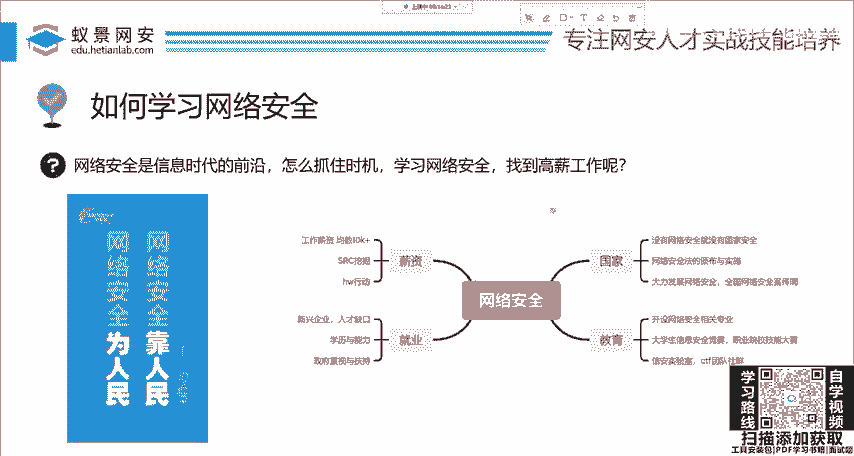 蚁景网安
edu.hetianlab.com
专注网安人才实战技能培养
如何学习网络安全
? 网络安全是信息时代的前沿，怎么抓住时机，学习网络安全，找到高薪工作呢？
网络安全为人民
网络安全靠人民
工作薪资 均数10k+
SRC挖掘
hw行动
薪资
新兴企业，人才缺口
学历与能力
政府重视与扶持
就业
网络安全
国家
没有网络安全就没有国家安全
网络安全法的颁布与实施
大力发展网络安全，全国网络安全宣传周
教育
开设网络安全相关专业
大学生信息安全竞赛，职业院校技能大赛
信安实验室，ctf团队社群
学习路线
自学视频
扫描添加获取
工具安装包|PDF学习书籍|面试题